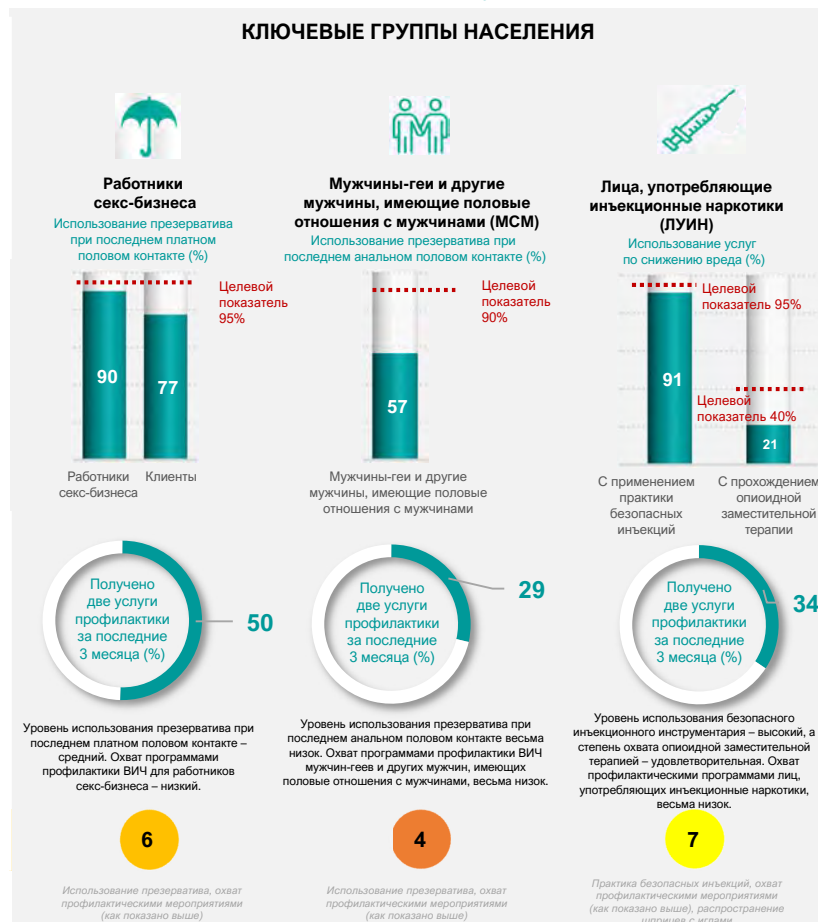 КЛЮЧЕВЫЕ ГРУППЫ НАСЕЛЕНИЯ
Работники
секс-бизнеса
Использование презерватива
при последнем платном
половом контакте (%)
Целевой
показатель
95%
90
77
Работники
секс-бизнеса
Клиенты
Получено
две услуги
профилактики
за последние
3 месяца (%)
50
Уровень использования презерватива при
последнем платном половом контакте –
средний. Охват программами
профилактики ВИЧ для работников
секс-бизнеса – низкий.
6
Использование презерватива, охват
профилактическими мероприятиями
(как показано выше)
Мужчины-геи и другие
мужчины, имеющие половые
отношения с мужчинами (МСМ)
Использование презерватива при
последнем анальном половом контакте (%)
Целевой
показатель
90%
57
Мужчины-геи и другие
мужчины, имеющие половые
отношения с мужчинами
Получено
две услуги
профилактики
за последние
3 месяца (%)
29
Уровень использования презерватива при
последнем анальном половом контакте весьма
низок. Охват программами профилактики ВИЧ
мужчин-геев и других мужчин, имеющих
половые отношения с мужчинами, весьма низок.
4
Использование презерватива, охват
профилактическими мероприятиями
(как показано выше)
Лица, употребляющие
инъекционные наркотики
(ЛУИН)
Использование услуг
по снижению вреда (%)
Целевой
показатель 95%
91
Целевой
показатель 40%
21
С применением
практики
безопасных
инъекций
С прохождением
опиоидной
заместительной
терапии
Получено
две услуги
профилактики
за последние
3 месяца (%)
34
Уровень использования безопасного
инъекционного инструментария – высокий, а
степень охвата опиоидной заместительной
терапией – удовлетворительная. Охват
профилактическими программами лиц,
употребляющих инъекционные наркотики,
весьма низок.
7
Практика безопасных инъекций, охват
профилактическими мероприятиями
(как показано выше), распространение
шприцев с иглами